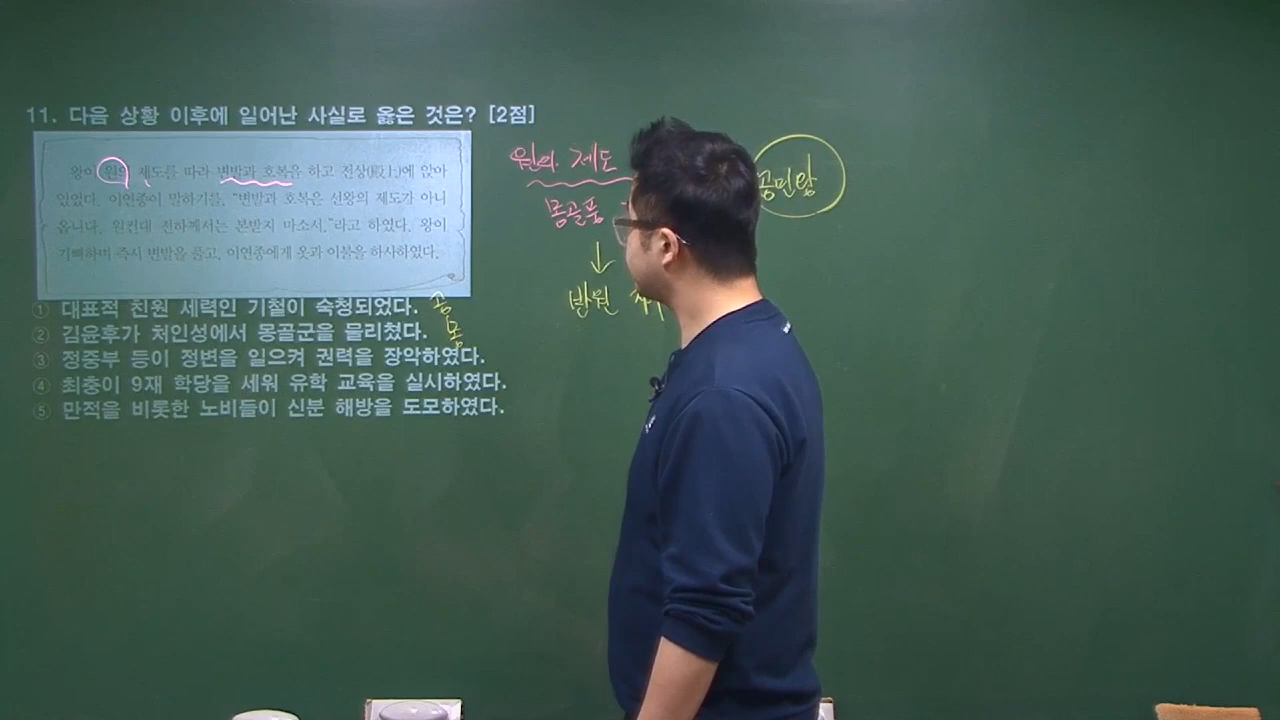 11. 다음 상황 이후에 일어난 사실로 옳은 것은? [2점]
왕이 원의 제도를 따라 변발과 호복을 하고 전상(殿上)에 앉아
있었다. 이연종이 말하기를, “변발과 호복은 선왕의 제도가 아니
옵니다. 원컨대 전하께서는 본받지 마소서.”라고 하였다. 왕이
기뻐하며 즉시 변발을 풀고, 이연종에게 옷과 이불을 하사하였다.
① 대표적 친원 세력인 기철이 숙청되었다. 공
② 김윤후가 처인성에서 몽골군을 물리쳤다. 몽
③ 정중부 등이 정변을 일으켜 권력을 장악하였다.
④ 최충이 9재 학당을 세워 유학 교육을 실시하였다.
⑤ 만적을 비롯한 노비들이 신분 해방을 도모하였다.
원의 제도
몽골풍
↓
반원
공민왕